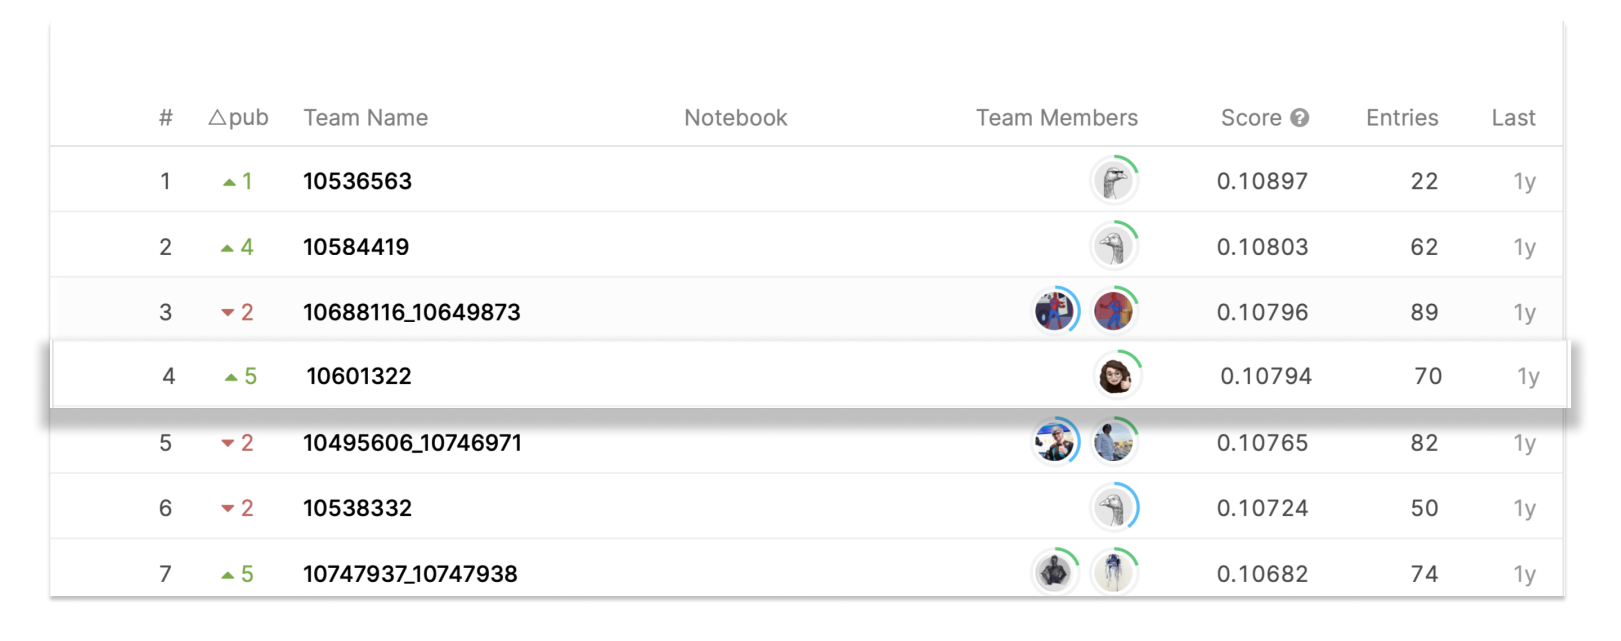 # △pub Team Name Notebook Team Members Score ? Entries Last
1 ▲ 1 10536563 0.10897 22 1y
2 ▲ 4 10584419 0.10803 62 1y
3 ▼ 2 10688116_10649873 0.10796 89 1y
4 ▲ 5 10601322 0.10794 70 1y
5 ▼ 2 10495606_10746971 0.10765 82 1y
6 ▼ 2 10538332 0.10724 50 1y
7 ▲ 5 10747937_10747938 0.10682 74 1y